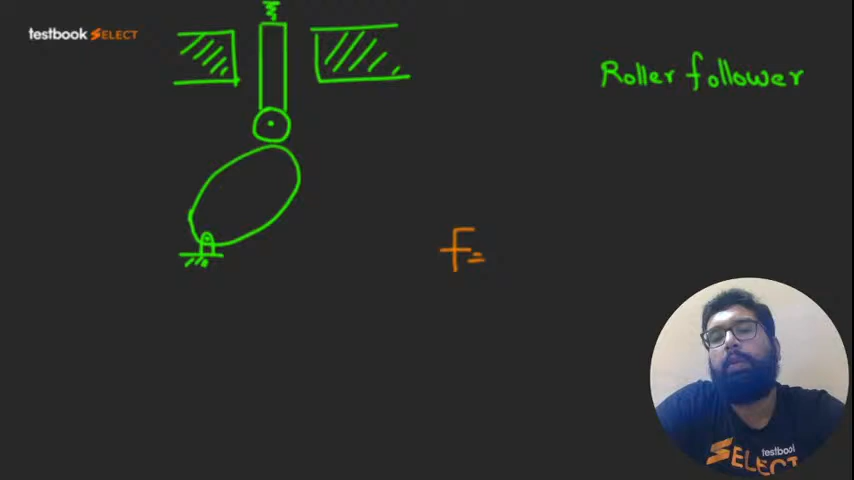 testbook SELECT
Roller follower
F=
testbook
SELECT